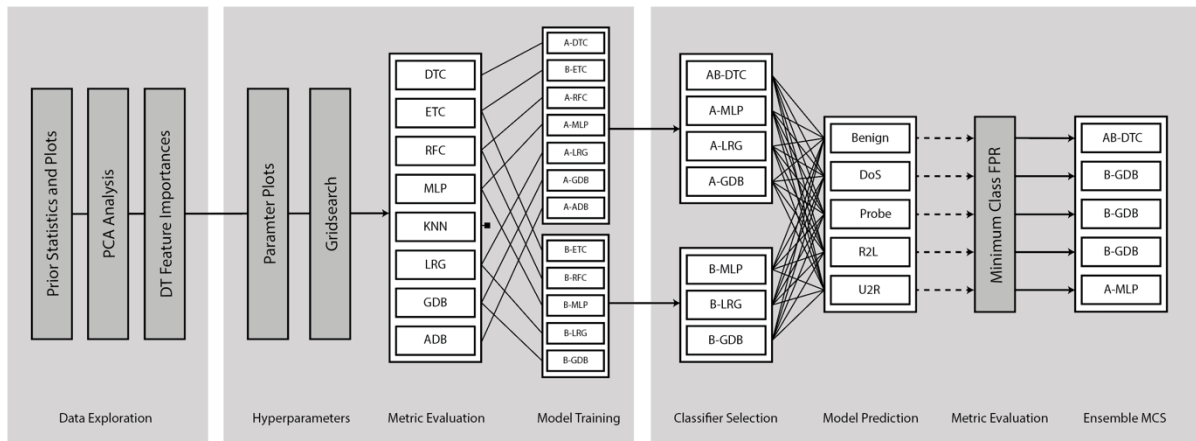 Prior Statistics and Plots
PCA Analysis
DT Feature Importances
Data Exploration
Paramter Plots
Gridsearch
Hyperparameters
DTC
ETC
RFC
MLP
KNN
LRG
GDB
ADB
Metric Evaluation
A-DTC
B-ETC
A-RFC
A-MLP
A-LRG
A-GDB
A-ADB
B-ETC
B-RFC
B-MLP
B-LRG
B-GDB
Model Training
AB-DTC
A-MLP
A-LRG
A-GDB
B-MLP
B-LRG
B-GDB
Classifier Selection
Benign
DoS
Probe
R2L
U2R
Model Prediction
Minimum Class FPR
Metric Evaluation
AB-DTC
B-GDB
B-GDB
B-GDB
A-MLP
Ensemble MCS